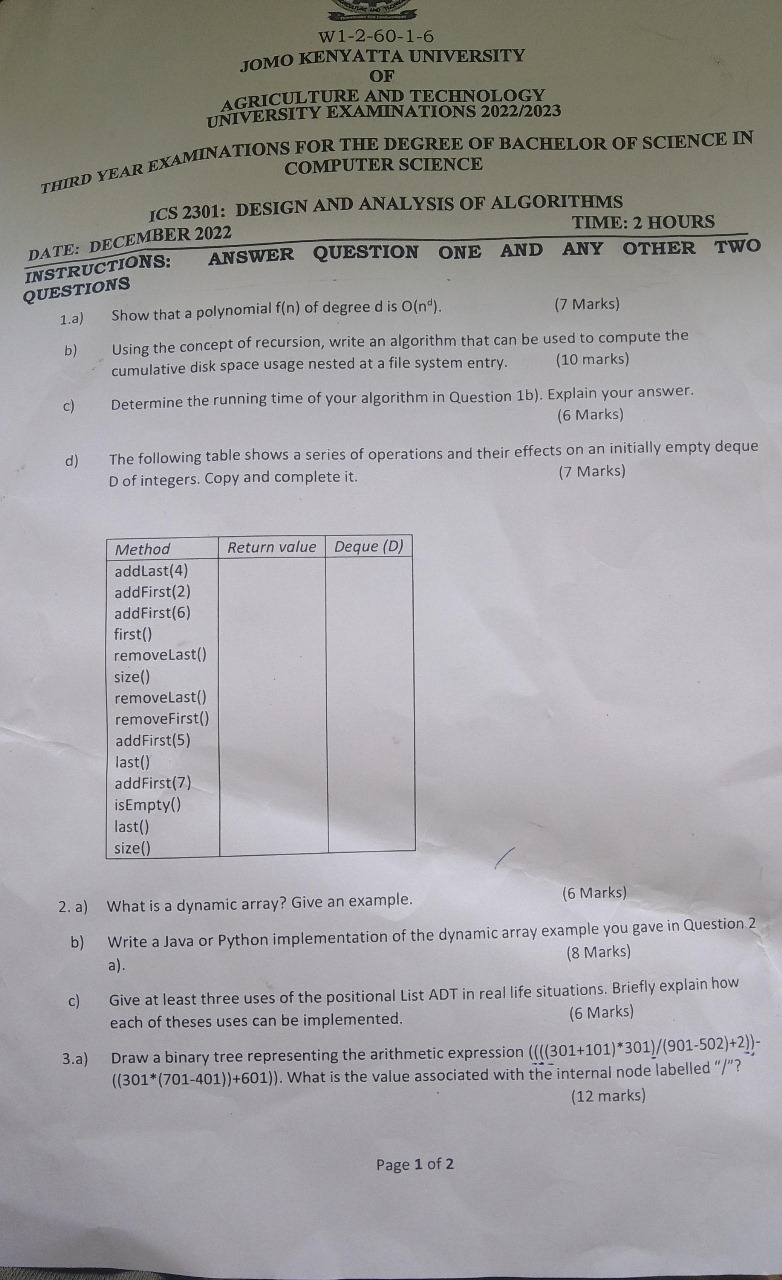 W1-2-60-1-6
JOMO KENYATTA UNIVERSITY
OF
AGRICULTURE AND TECHNOLOGY
UNIVERSITY EXAMINATIONS 2022/2023
THIRD YEAR EXAMINATIONS FOR THE DEGREE OF BACHELOR OF SCIENCE IN
COMPUTER SCIENCE
ICS 2301: DESIGN AND ANALYSIS OF ALGORITHMS
DATE: DECEMBER 2022 TIME: 2 HOURS
INSTRUCTIONS: ANSWER QUESTION ONE AND ANY OTHER TWO
QUESTIONS
1.a) Show that a polynomial f(n) of degree d is O(nᵈ). (7 Marks)
b) Using the concept of recursion, write an algorithm that can be used to compute the
cumulative disk space usage nested at a file system entry. (10 marks)
c) Determine the running time of your algorithm in Question 1b). Explain your answer.
(6 Marks)
d) The following table shows a series of operations and their effects on an initially empty deque
D of integers. Copy and complete it. (7 Marks)
Method Return value Deque (D)
addLast(4)
addFirst(2)
addFirst(6)
first()
removeLast()
size()
removeLast()
removeFirst()
addFirst(5)
last()
addFirst(7)
isEmpty()
last()
size()
2. a) What is a dynamic array? Give an example. (6 Marks)
b) Write a Java or Python implementation of the dynamic array example you gave in Question 2
a). (8 Marks)
c) Give at least three uses of the positional List ADT in real life situations. Briefly explain how
each of theses uses can be implemented. (6 Marks)
3.a) Draw a binary tree representing the arithmetic expression ((((301+101)*301)/(901-502)+2))-
((301*(701-401))+601)). What is the value associated with the internal node labelled "/"?
(12 marks)
Page 1 of 2